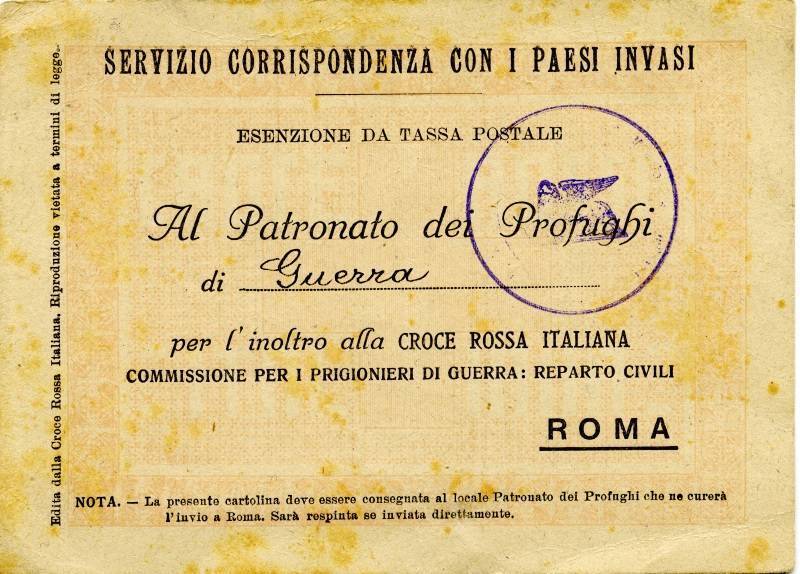 SERVIZIO CORRISPONDENZA CON I PAESI INVASI
ESENZIONE DA TASSA POSTALE
Al Patronato dei Profughi
di Guerra
per l'inoltro alla CROCE ROSSA ITALIANA
COMMISSIONE PER I PRIGIONIERI DI GUERRA: REPARTO CIVILI
ROMA
NOTA. — La presente cartolina deve essere consegnata al locale Patronato dei Profnghi che ne curerà
l'invio a Roma. Sarà respinta se inviata direttamente.
Edita dalla Croce Rossa Italiana. Riproduzione vietata a termini di legge.